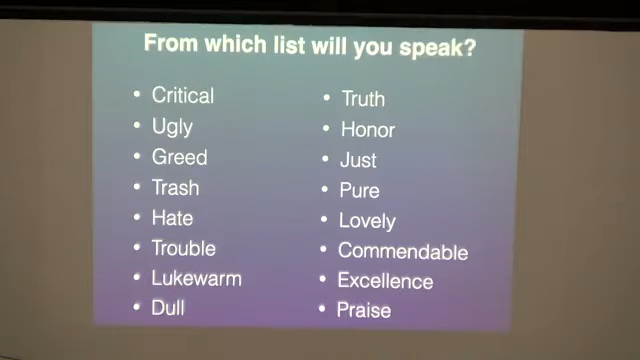 From which list will you speak?
• Critical
• Ugly
• Greed
• Trash
• Hate
• Trouble
• Lukewarm
• Dull
• Truth
• Honor
• Just
• Pure
• Lovely
• Commendable
• Excellence
• Praise